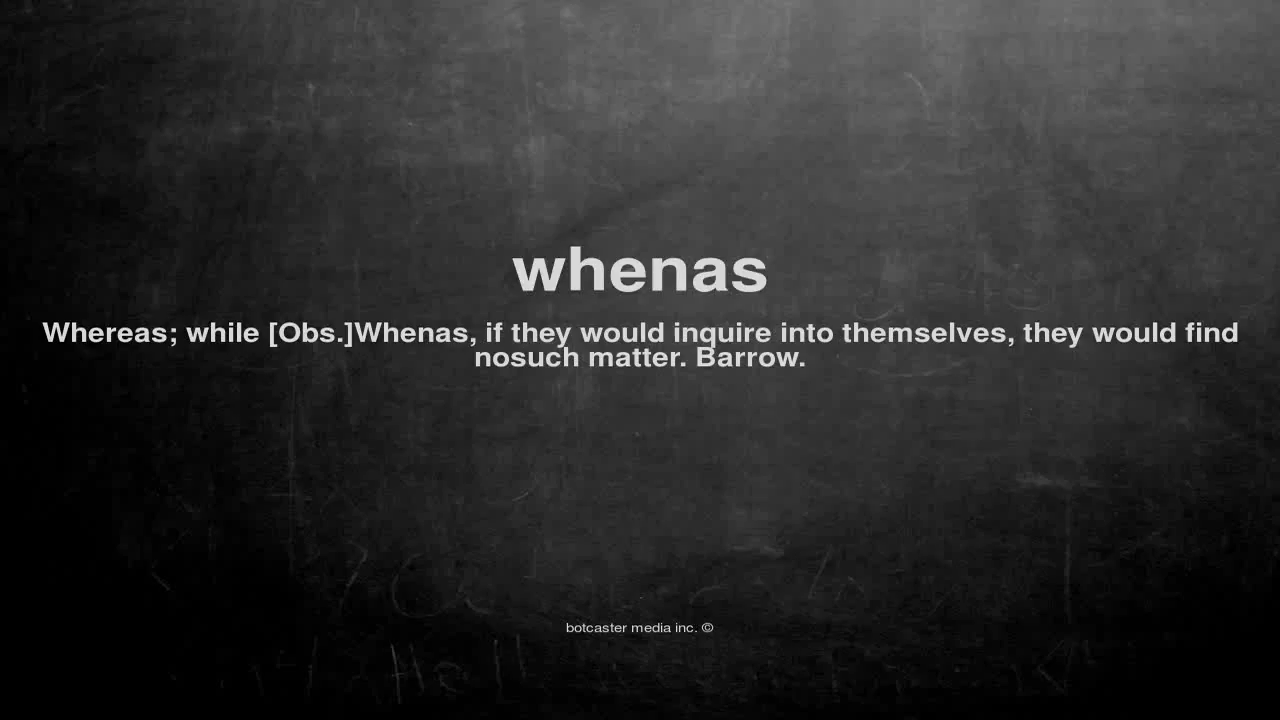 whenas
Whereas; while [Obs.]Whenas, if they would inquire into themselves, they would find
nosuch matter. Barrow.
botcaster media inc. ©